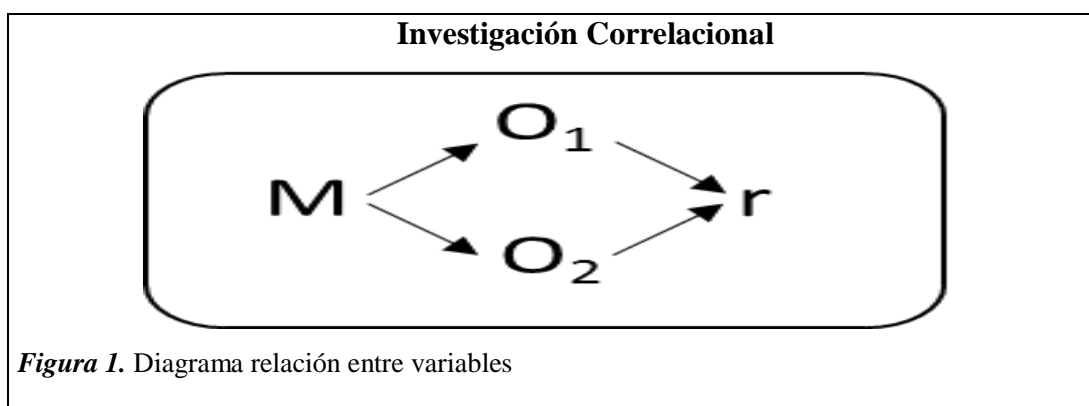 Investigación Correlacional
O₁
M r
O₂
Figura 1. Diagrama relación entre variables